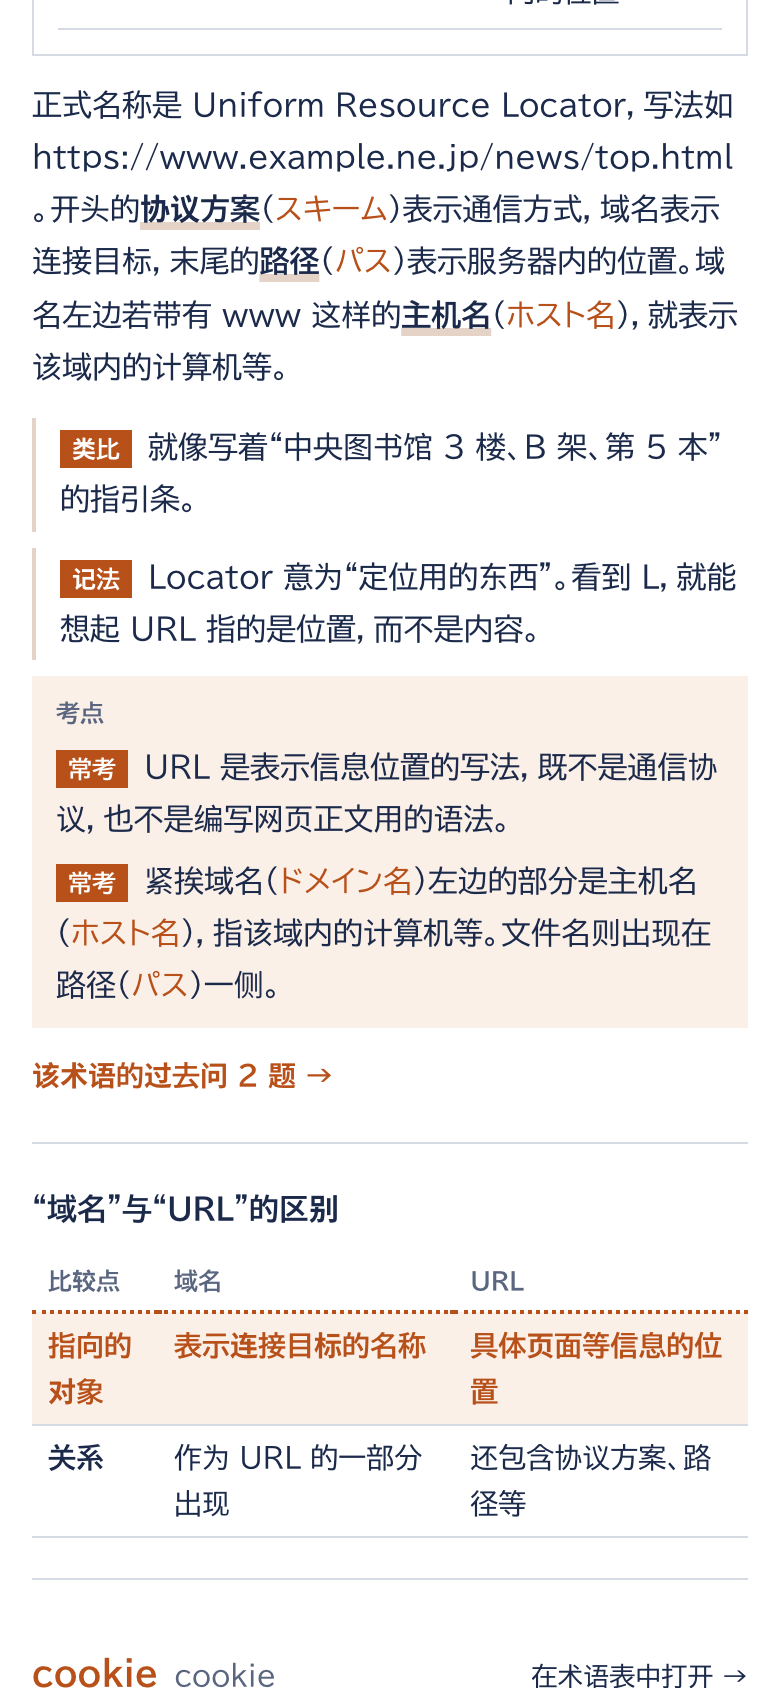 正式名称是 Uniform Resource Locator, 写法如
https://www.example.ne.jp/news/top.html
。开头的协议方案(スキーム)表示通信方式, 域名表示
连接目标, 末尾的路径(パス)表示服务器内的位置。域
名左边若带有 www 这样的主机名(ホスト名), 就表示
该域内的计算机等。
类比 就像写着“中央图书馆 3 楼、B 架、第 5 本”
的指引条。
记法 Locator 意为“定位用的东西”。看到 L, 就能
想起 URL 指的是位置, 而不是内容。
考点
常考 URL 是表示信息位置的写法, 既不是通信协
议, 也不是编写网页正文用的语法。
常考 紧挨域名(ドメイン名)左边的部分是主机名
(ホスト名), 指该域内的计算机等。文件名则出现在
路径(パス)一侧。
该术语的过去问 2 题 →
“域名”与“URL”的区别
比较点 域名 URL
指向的 表示连接目标的名称 具体页面等信息的位
对象 置
关系 作为 URL 的一部分 还包含协议方案、路
出现 径等
cookie cookie 在术语表中打开 →